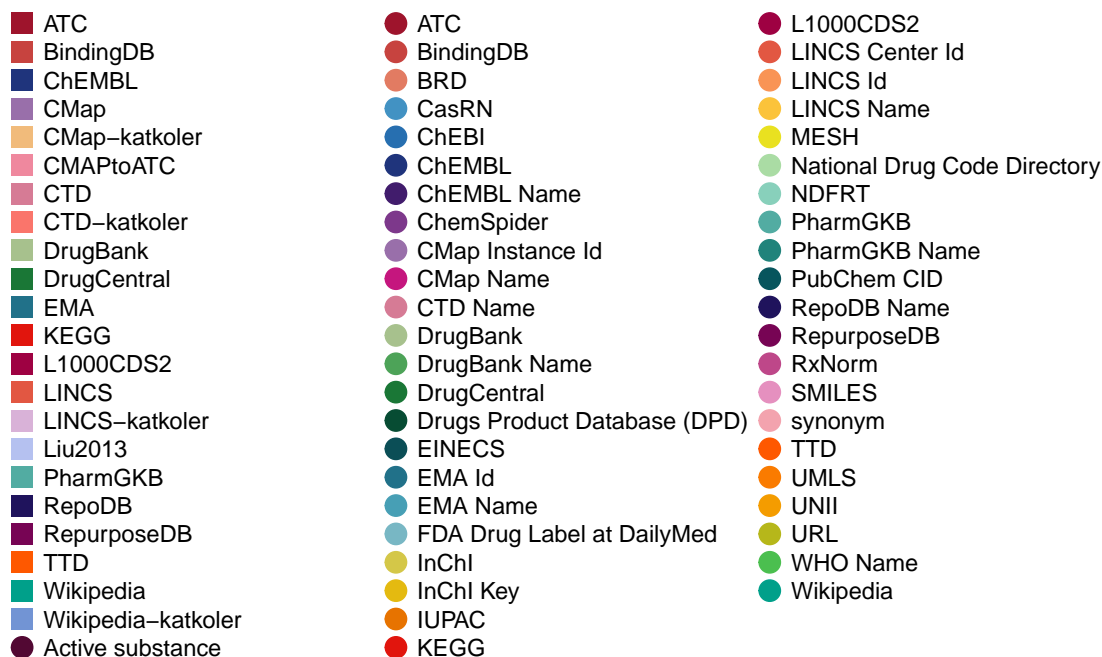 ATC
BindingDB
ChEMBL
CMap
CMap−katkoler
CMAPtoATC
CTD
CTD−katkoler
DrugBank
DrugCentral
EMA
KEGG
L1000CDS2
LINCS
LINCS−katkoler
Liu2013
PharmGKB
RepoDB
RepurposeDB
TTD
Wikipedia
Wikipedia−katkoler
Active substance
ATC
BindingDB
BRD
CasRN
ChEBI
ChEMBL
ChEMBL Name
ChemSpider
CMap Instance Id
CMap Name
CTD Name
DrugBank
DrugBank Name
DrugCentral
Drugs Product Database (DPD)
EINECS
EMA Id
EMA Name
FDA Drug Label at DailyMed
InChI
InChI Key
IUPAC
KEGG
L1000CDS2
LINCS Center Id
LINCS Id
LINCS Name
MESH
National Drug Code Directory
NDFRT
PharmGKB
PharmGKB Name
PubChem CID
RepoDB Name
RepurposeDB
RxNorm
SMILES
synonym
TTD
UMLS
UNII
URL
WHO Name
Wikipedia